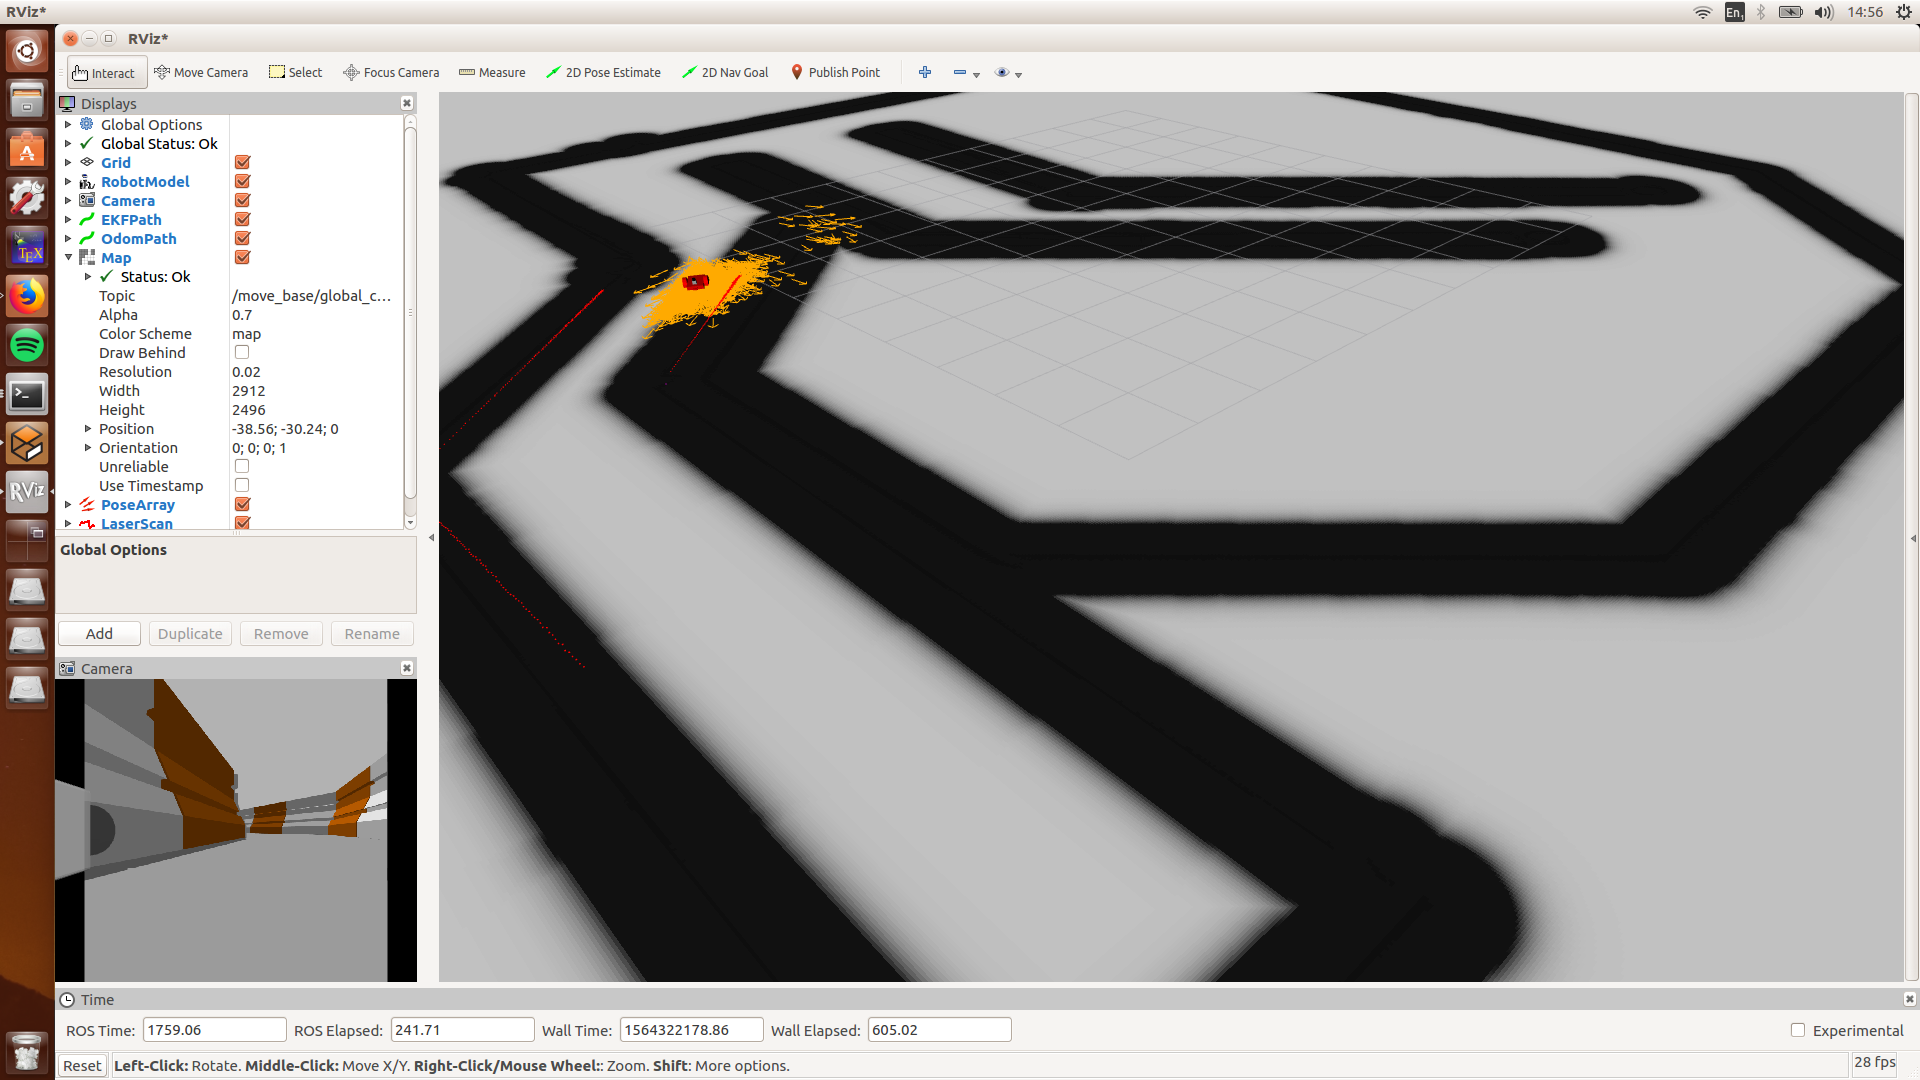 RViz*
En1
14:56
RViz*
Interact
Move Camera
Select
Focus Camera
Measure
2D Pose Estimate
2D Nav Goal
Publish Point
Displays
Global Options
Global Status: Ok
Grid
RobotModel
Camera
EKFPath
OdomPath
Map
Status: Ok
Topic /move_base/global_c...
Alpha 0.7
Color Scheme map
Draw Behind
Resolution 0.02
Width 2912
Height 2496
Position -38.56; -30.24; 0
Orientation 0; 0; 0; 1
Unreliable
Use Timestamp
PoseArray
LaserScan
Global Options
Add Duplicate Remove Rename
Camera
TEX
RViz
Time
ROS Time: 1759.06 ROS Elapsed: 241.71 Wall Time: 1564322178.86 Wall Elapsed: 605.02 Experimental
Reset Left-Click: Rotate. Middle-Click: Move X/Y. Right-Click/Mouse Wheel:: Zoom. Shift: More options. 28 fps